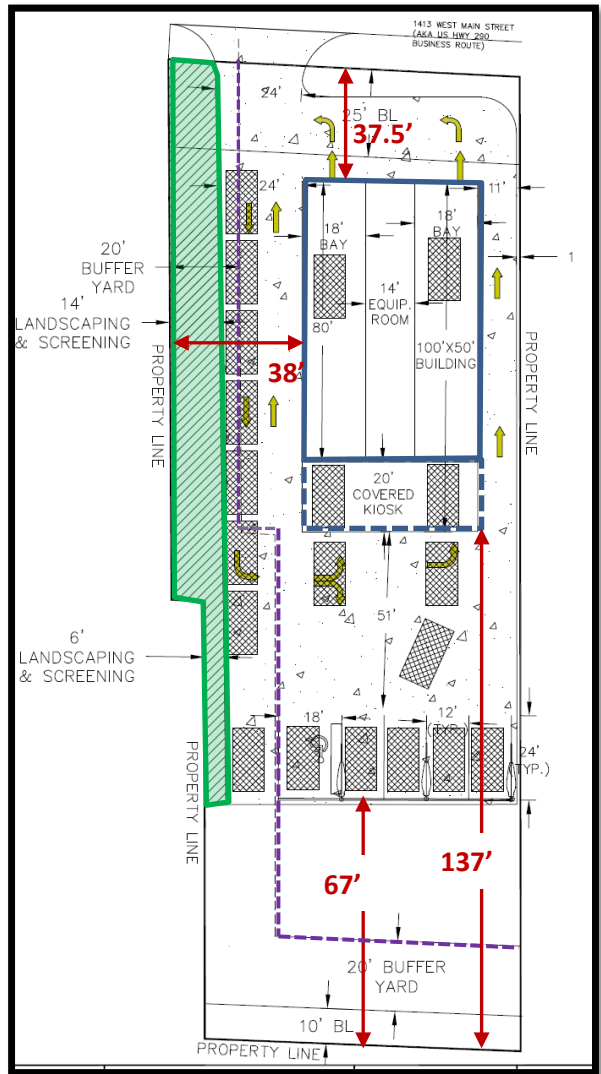 1413 WEST MAIN STREET
(AKA US HWY 290
BUSINESS ROUTE)
24'
25' BL
37.5'
24'
11'
18'
BAY
18'
BAY
20'
BUFFER
YARD
1
14'
EQUIP.
ROOM
14'
LANDSCAPING
& SCREENING
80'
100'X50'
BUILDING
PROPERTY LINE
PROPERTY LINE
38'
20'
COVERED
KIOSK
51'
6'
LANDSCAPING
& SCREENING
18'
12'
(TYP.)
24'
(TYP.)
PROPERTY LINE
67'
137'
20' BUFFER
YARD
10' BL
PROPERTY LINE